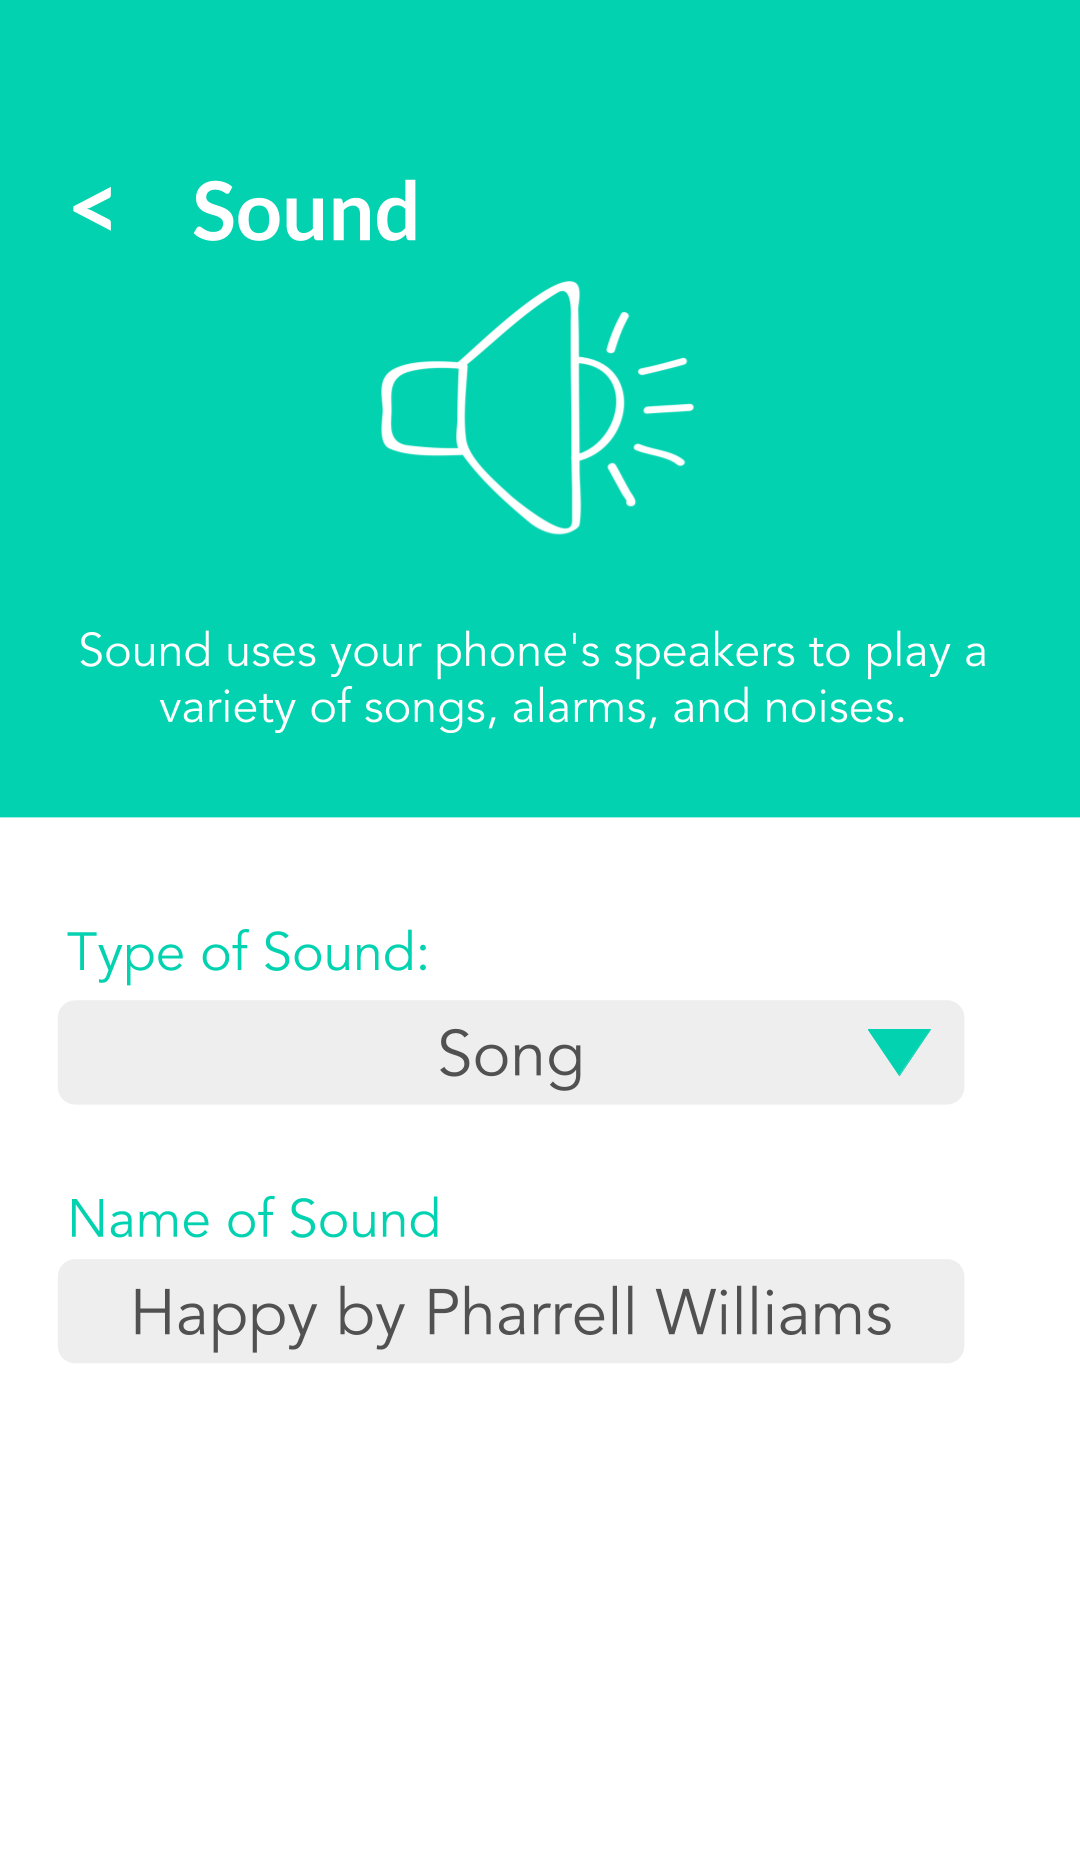 < Sound
Sound uses your phone's speakers to play a
variety of songs, alarms, and noises.
Type of Sound:
Song
Name of Sound
Happy by Pharrell Williams